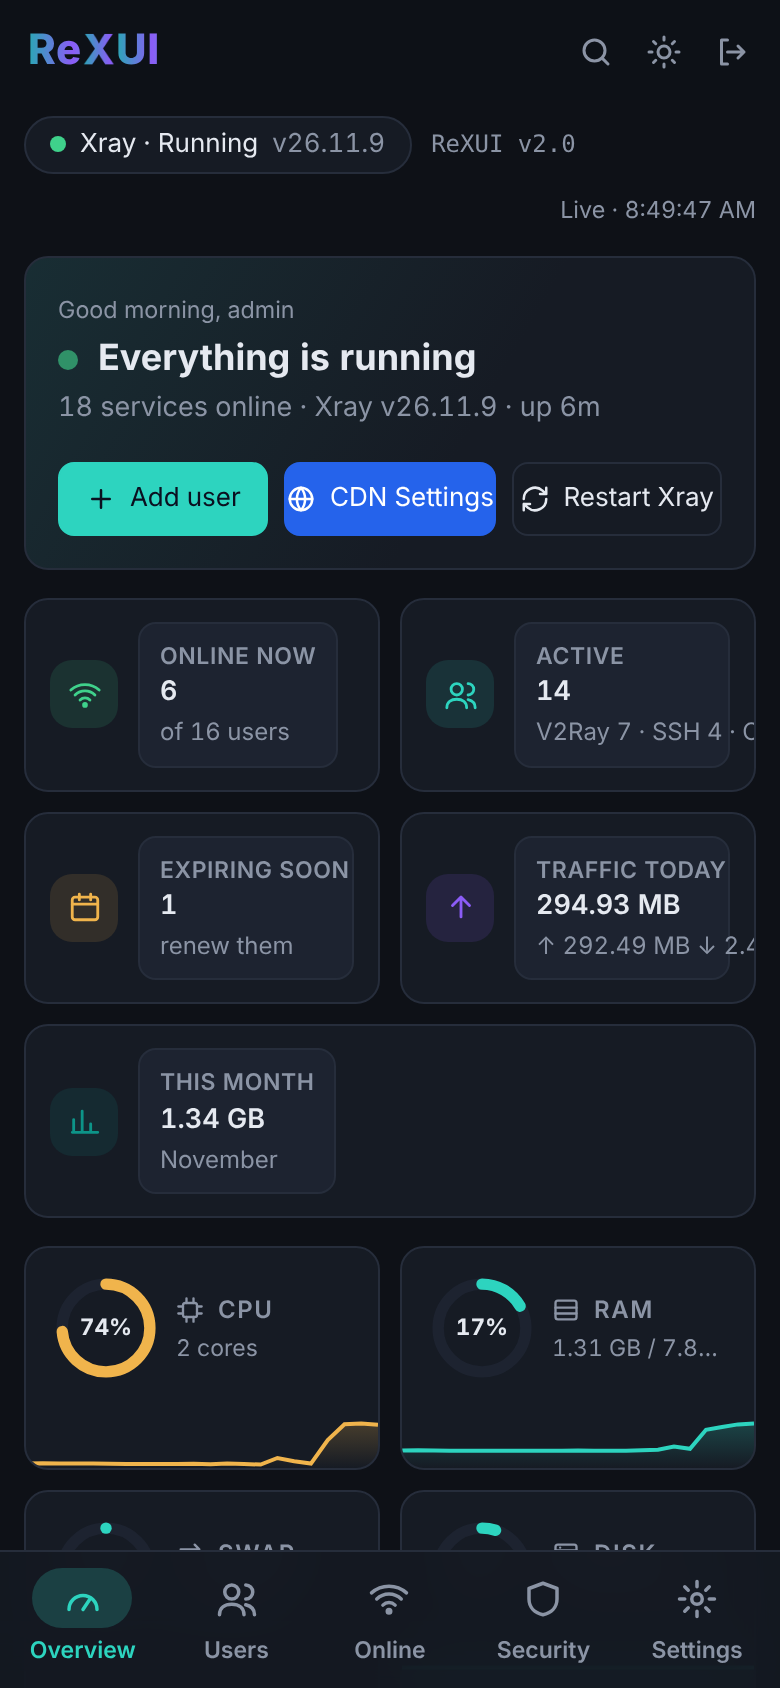 ReXUI
Xray · Running v26.11.9
ReXUI v2.0
Live · 8:49:47 AM
Good morning, admin
Everything is running
18 services online · Xray v26.11.9 · up 6m
Add user
CDN Settings
Restart Xray
ONLINE NOW
6
of 16 users
ACTIVE
14
V2Ray 7 · SSH 4 ·
EXPIRING SOON
1
renew them
TRAFFIC TODAY
294.93 MB
↑ 292.49 MB ↓ 2.4
THIS MONTH
1.34 GB
November
74%
CPU
2 cores
17%
RAM
1.31 GB / 7.8...
SWAP
DISK
Overview
Users
Online
Security
Settings